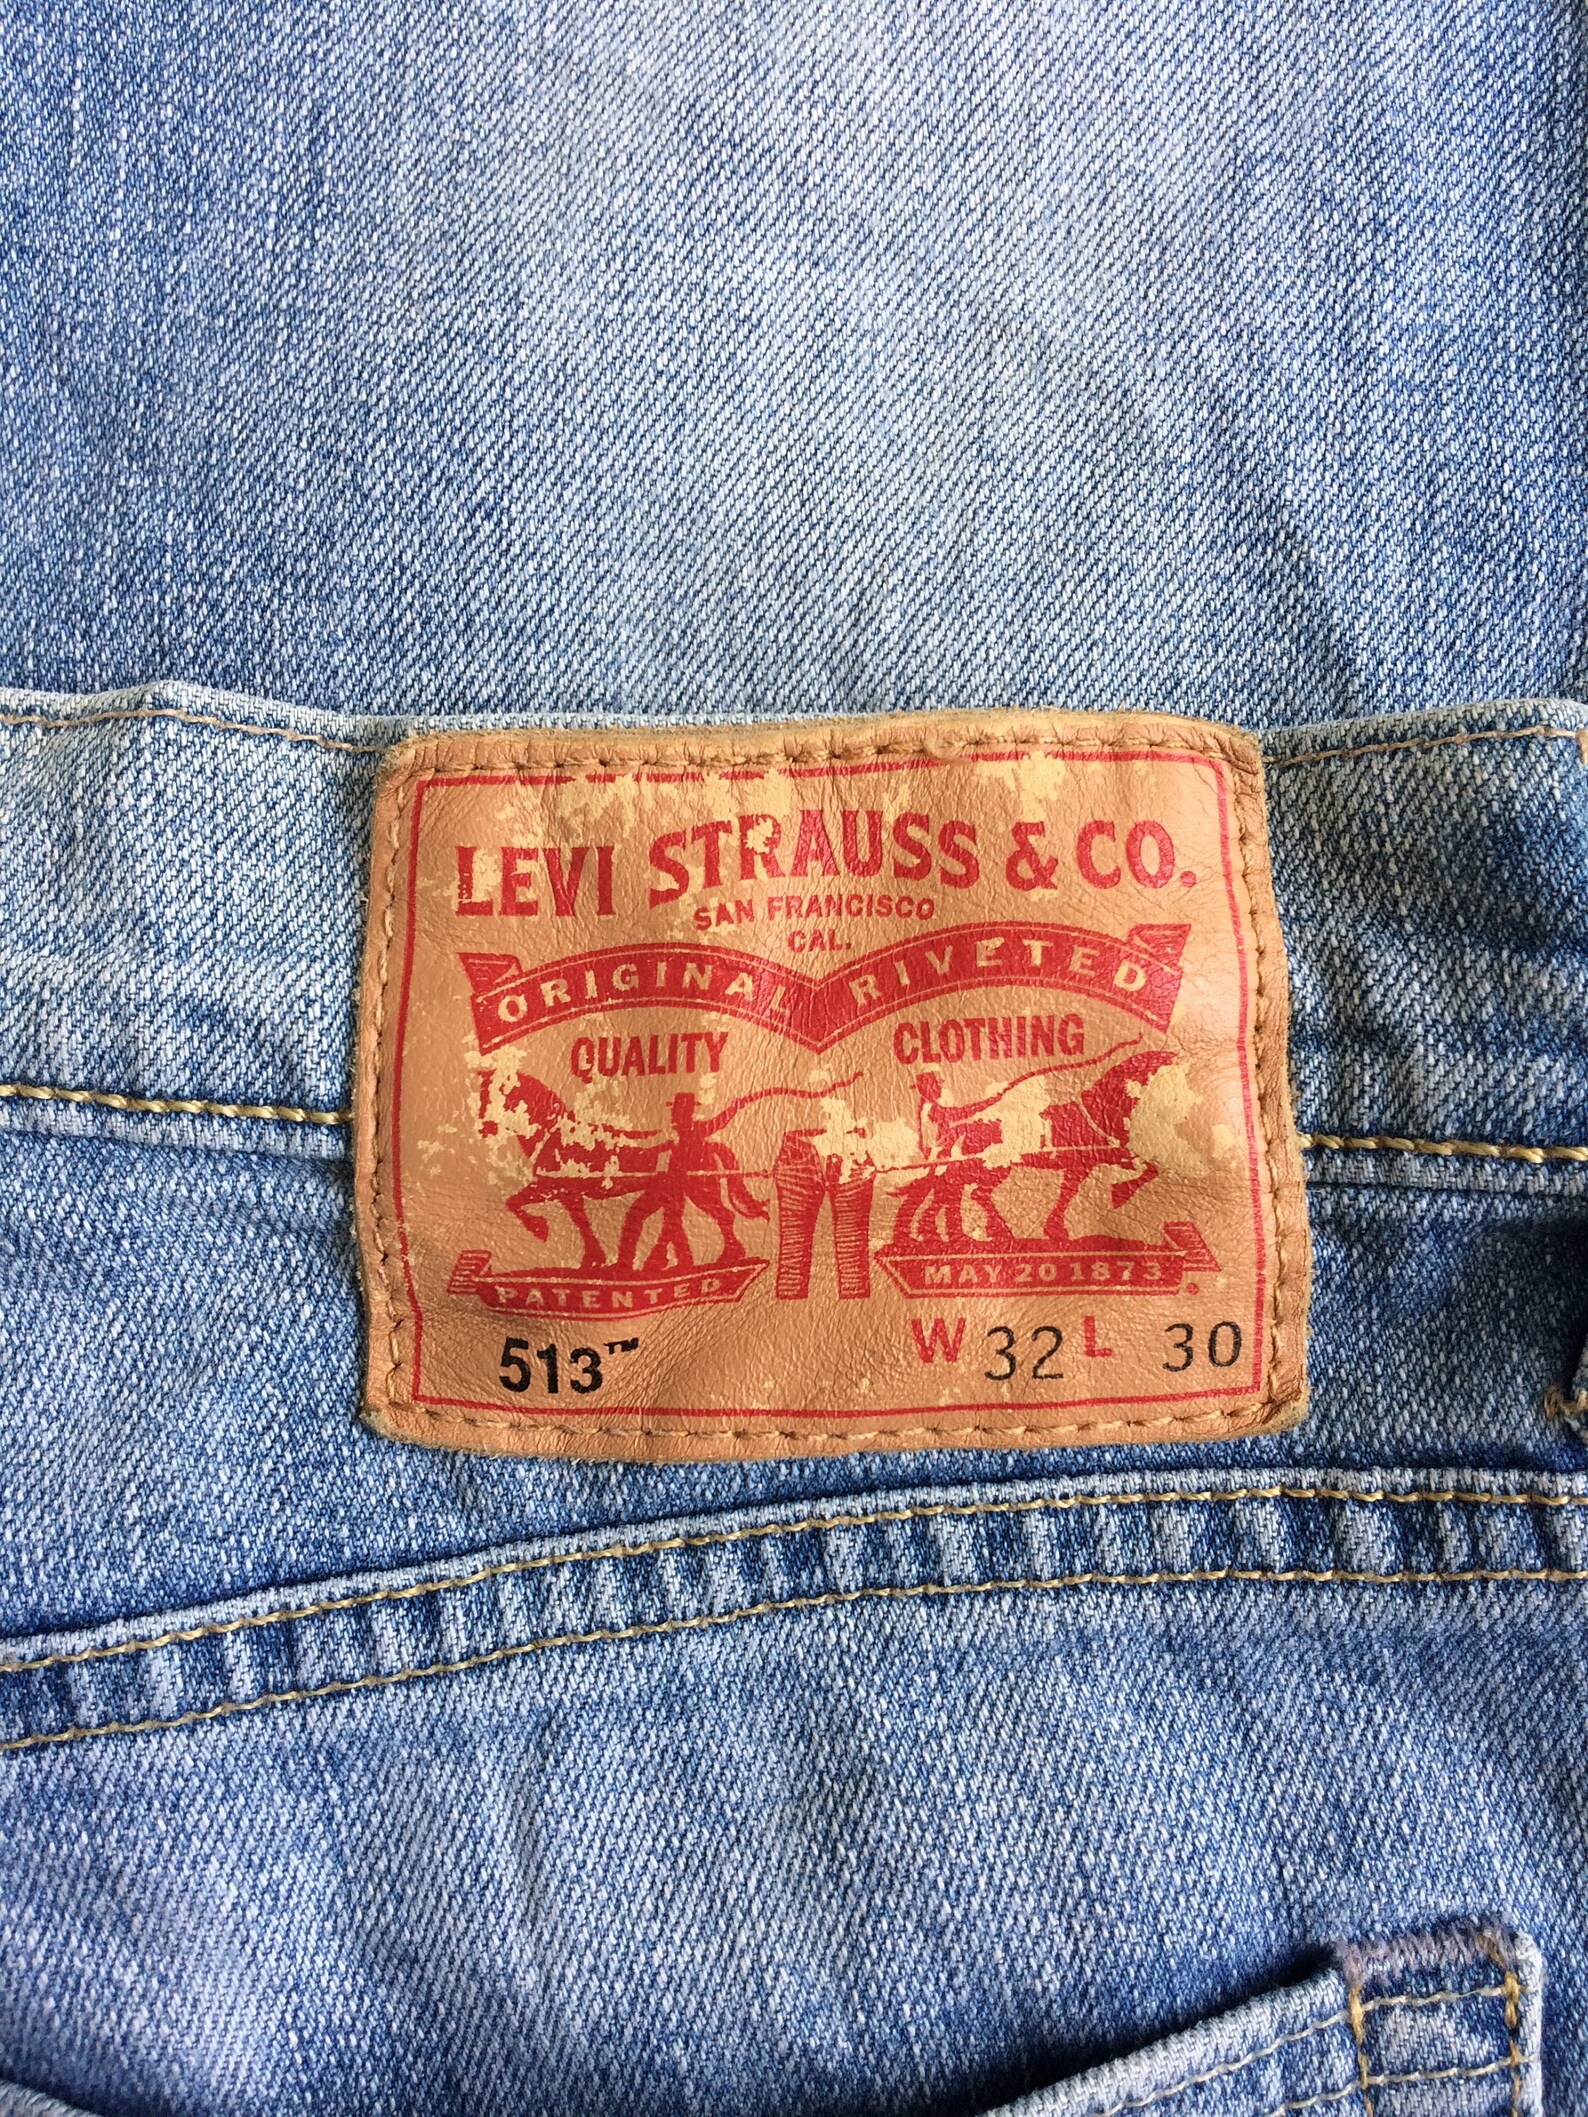 LEVI STRAUSS & CO.
SAN FRANCISCO
CAL.
ORIGINAL RIVETED
QUALITY CLOTHING
PATENTED MAY 20 1873
513™ W 32 L 30